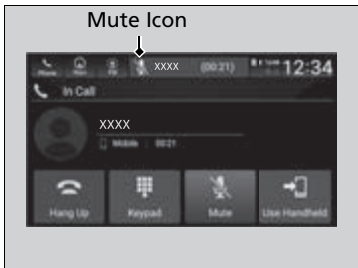 Mute Icon
Phone XXXX (00:21) 12:34
In Call
XXXX
Mobile 00:21
Hang Up Keypad Mute Use Handheld